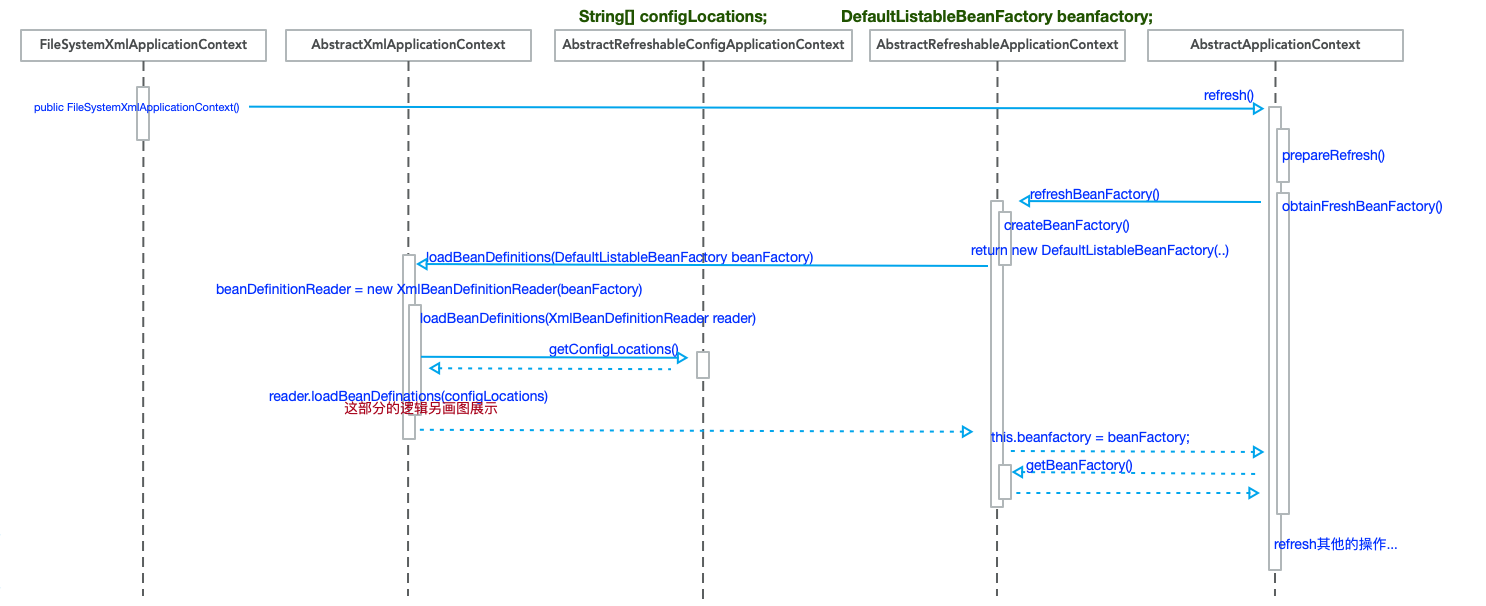 String[] configLocations;
DefaultListableBeanFactory beanfactory;
FileSystemXmlApplicationContext
AbstractXmlApplicationContext
AbstractRefreshableConfigApplicationContext
AbstractRefreshableApplicationContext
AbstractApplicationContext
public FileSystemXmlApplicationContext()
refresh()
prepareRefresh()
refreshBeanFactory()
obtainFreshBeanFactory()
createBeanFactory()
return new DefaultListableBeanFactory(..)
loadBeanDefinitions(DefaultListableBeanFactory beanFactory)
beanDefinitionReader = new XmlBeanDefinitionReader(beanFactory)
loadBeanDefinitions(XmlBeanDefinitionReader reader)
getConfigLocations()
reader.loadBeanDefinations(configLocations)
这部分的逻辑另画图展示
this.beanfactory = beanFactory;
getBeanFactory()
refresh其他的操作...